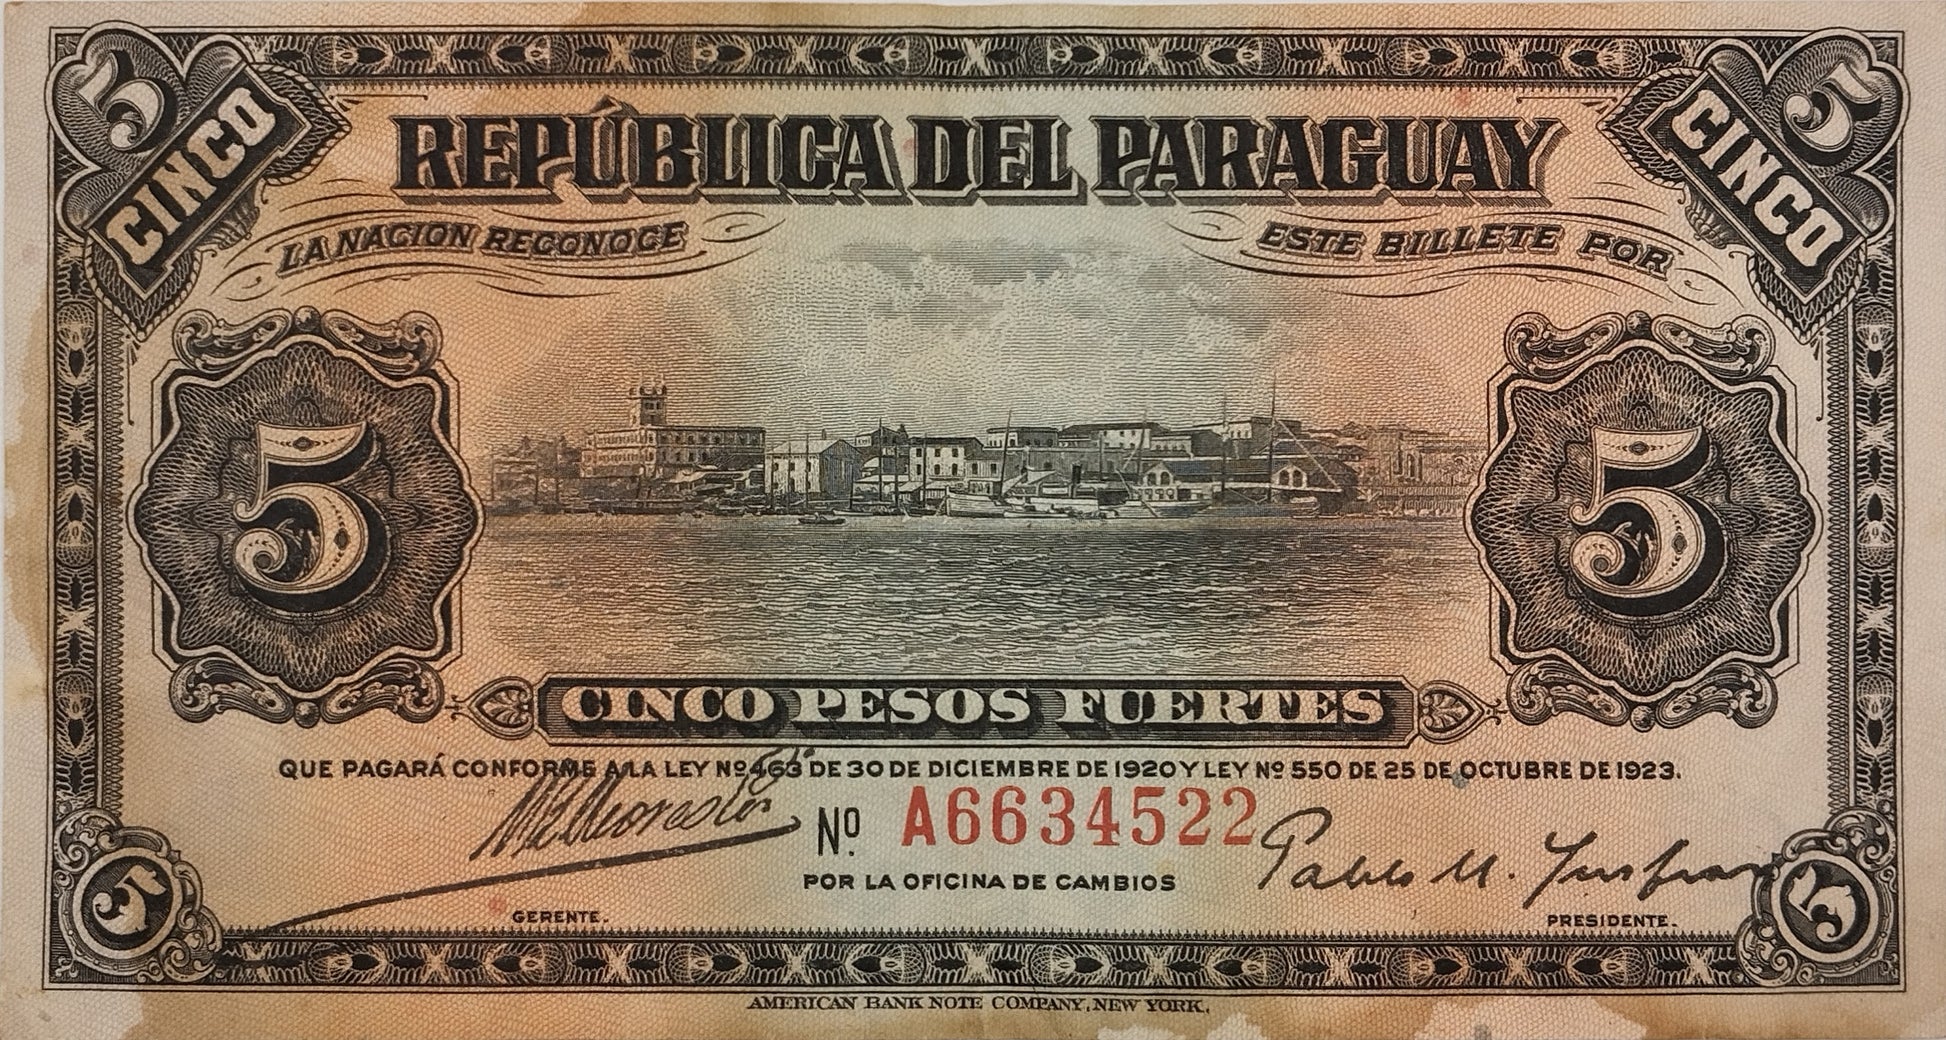 5 5
CINCO CINCO
REPÚBLICA DEL PARAGUAY
LA NACION RECONOCE ESTE BILLETE POR
5 5
CINCO PESOS FUERTES
QUE PAGARÁ CONFORME A LA LEY Nº 463 DE 30 DE DICIEMBRE DE 1920 Y LEY Nº 550 DE 25 DE OCTUBRE DE 1923.
Nº A6634522
Pablo M. Insfran
POR LA OFICINA DE CAMBIOS
GERENTE. PRESIDENTE.
5 5
AMERICAN BANK NOTE COMPANY, NEW YORK.